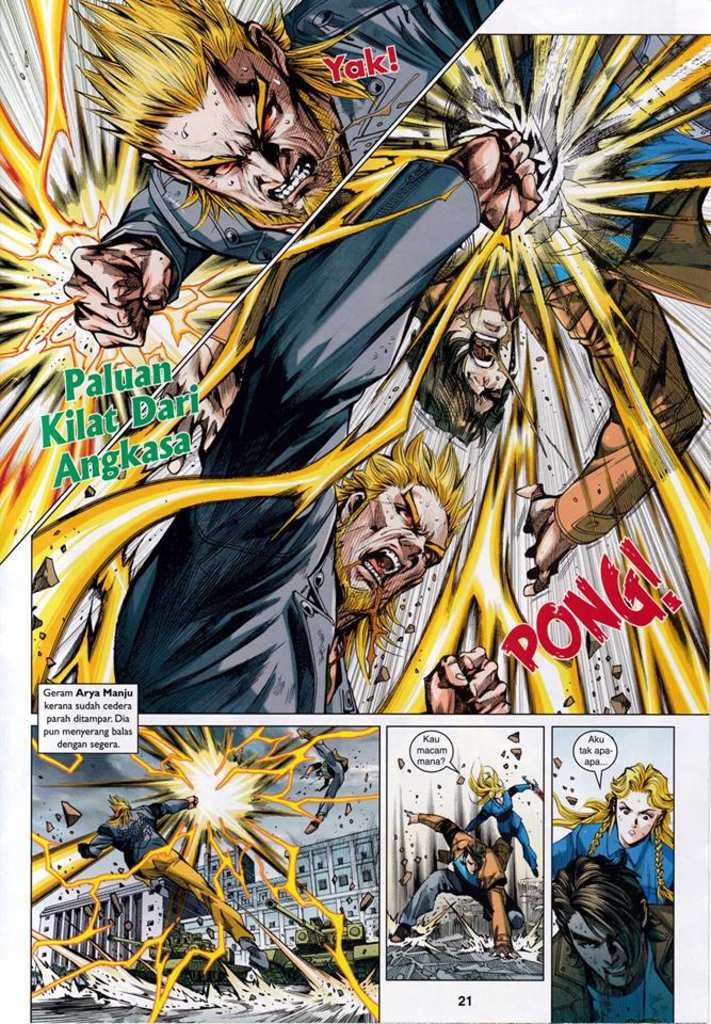 Yak!
Paluan
Kilat Dari
Angkasa
PONG!
Geram Arya Manju
kerana sudah cedera
parah ditampar. Dia
pun menyerang balas
dengan segera.
Kau
macam
mana?
Aku
tak apa-
apa...
21